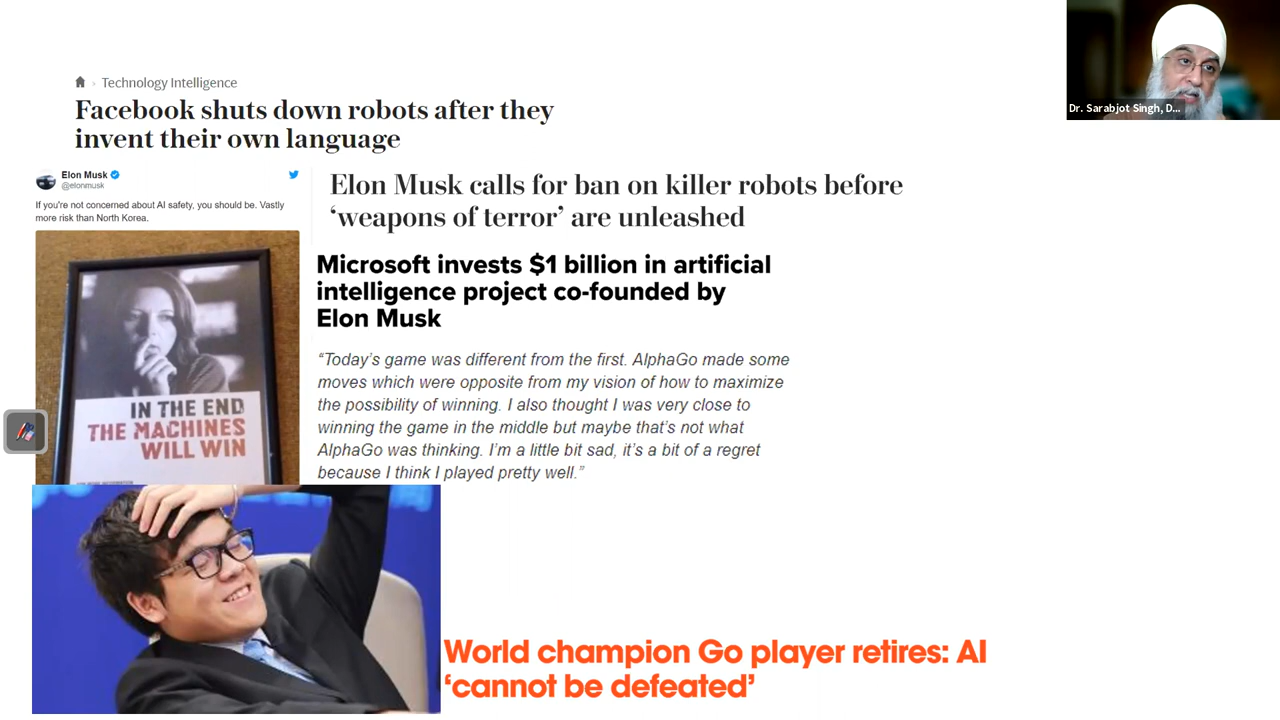 Dr. Sarabjot Singh, D...
Technology Intelligence
Facebook shuts down robots after they
invent their own language
Elon Musk
@elonmusk
If you're not concerned about AI safety, you should be. Vastly
more risk than North Korea.
IN THE END
THE MACHINES
WILL WIN
Elon Musk calls for ban on killer robots before
‘weapons of terror’ are unleashed
Microsoft invests $1 billion in artificial
intelligence project co-founded by
Elon Musk
“Today’s game was different from the first. AlphaGo made some
moves which were opposite from my vision of how to maximize
the possibility of winning. I also thought I was very close to
winning the game in the middle but maybe that’s not what
AlphaGo was thinking. I’m a little bit sad, it’s a bit of a regret
because I think I played pretty well.”
World champion Go player retires: AI
‘cannot be defeated’